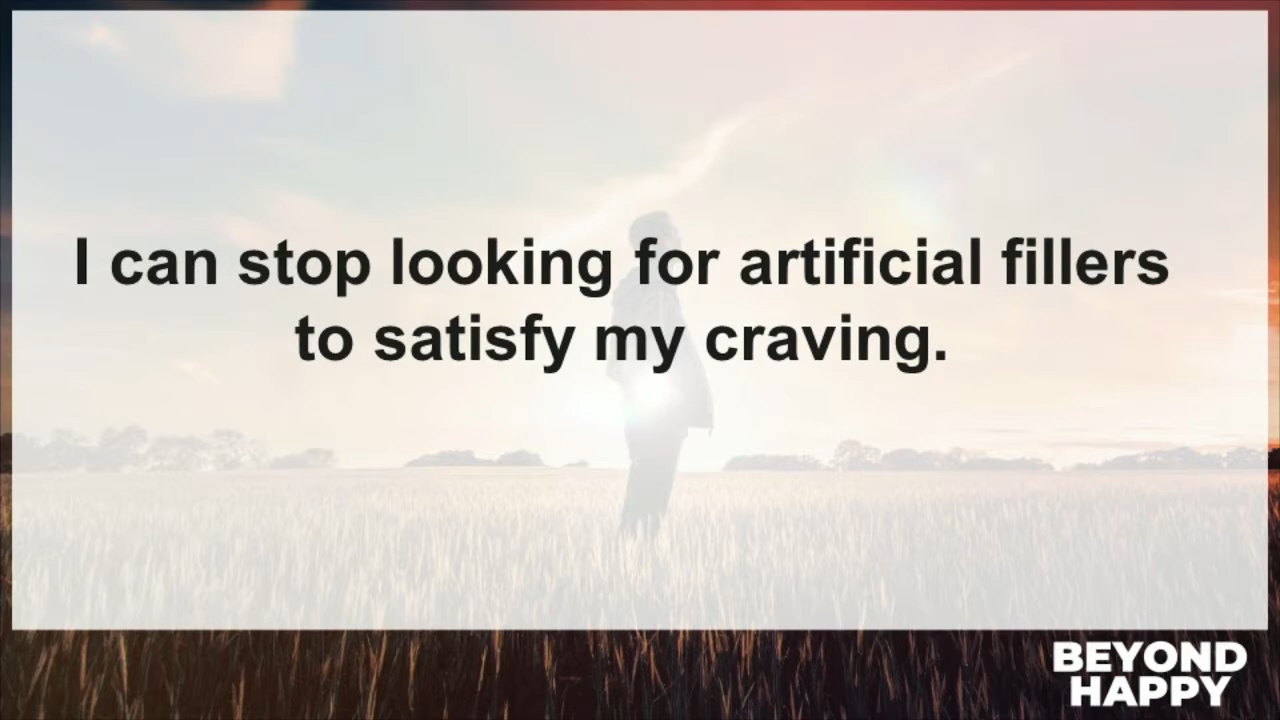 I can stop looking for artificial fillers
to satisfy my craving.
BEYOND
HAPPY